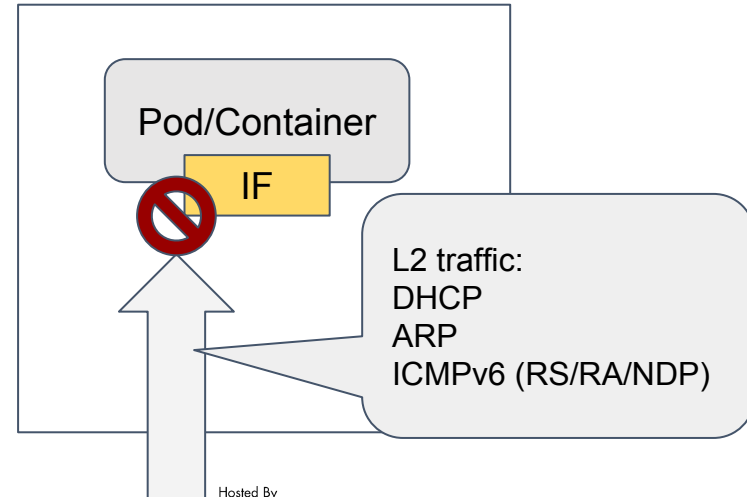 Pod/Container
IF
L2 traffic:
DHCP
ARP
ICMPv6 (RS/RA/NDP)
Hosted By